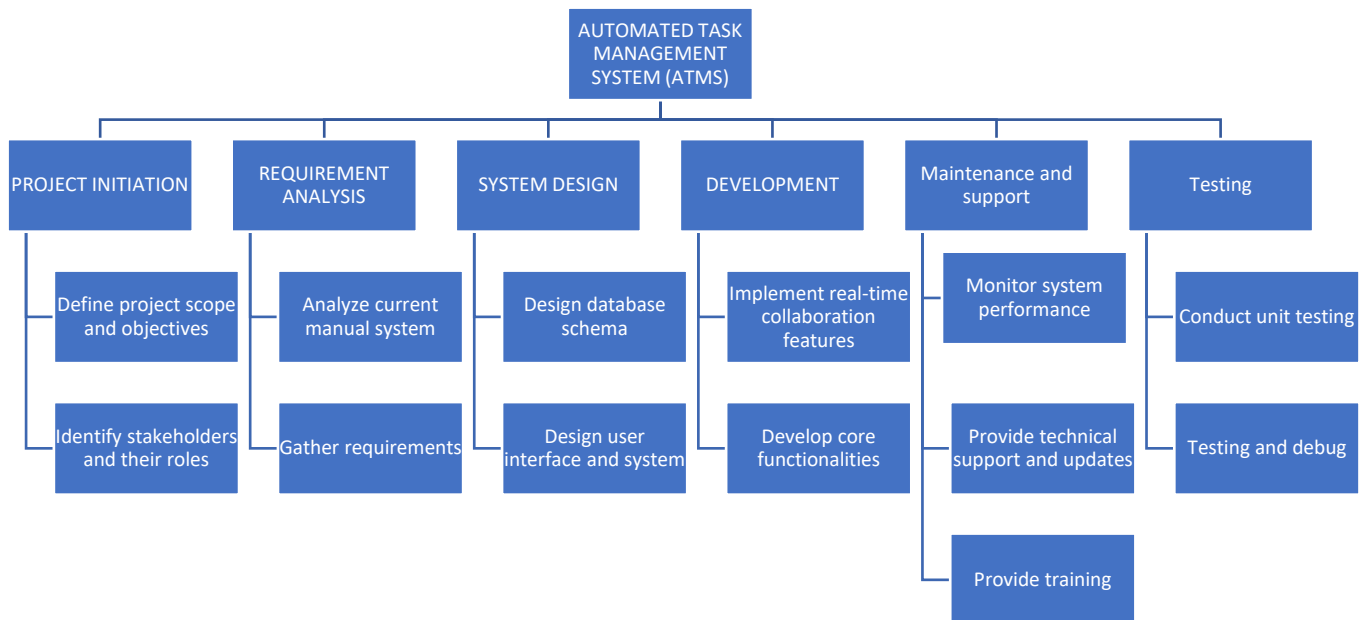 AUTOMATED TASK
MANAGEMENT
SYSTEM (ATMS)
PROJECT INITIATION
Define project scope
and objectives
Identify stakeholders
and their roles
REQUIREMENT
ANALYSIS
Analyze current
manual system
Gather requirements
SYSTEM DESIGN
Design database
schema
Design user
interface and system
DEVELOPMENT
Implement real-time
collaboration
features
Develop core
functionalities
Maintenance and
support
Monitor system
performance
Provide technical
support and updates
Provide training
Testing
Conduct unit testing
Testing and debug